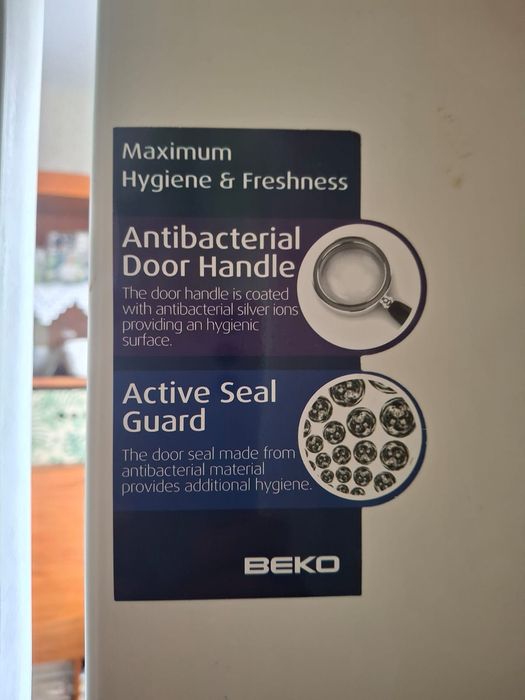 Maximum
Hygiene & Freshness
Antibacterial
Door Handle
The door handle is coated
with antibacterial silver ions
providing an hygienic
surface.
Active Seal
Guard
The door seal made from
antibacterial material
provides additional hygiene.
BEKO